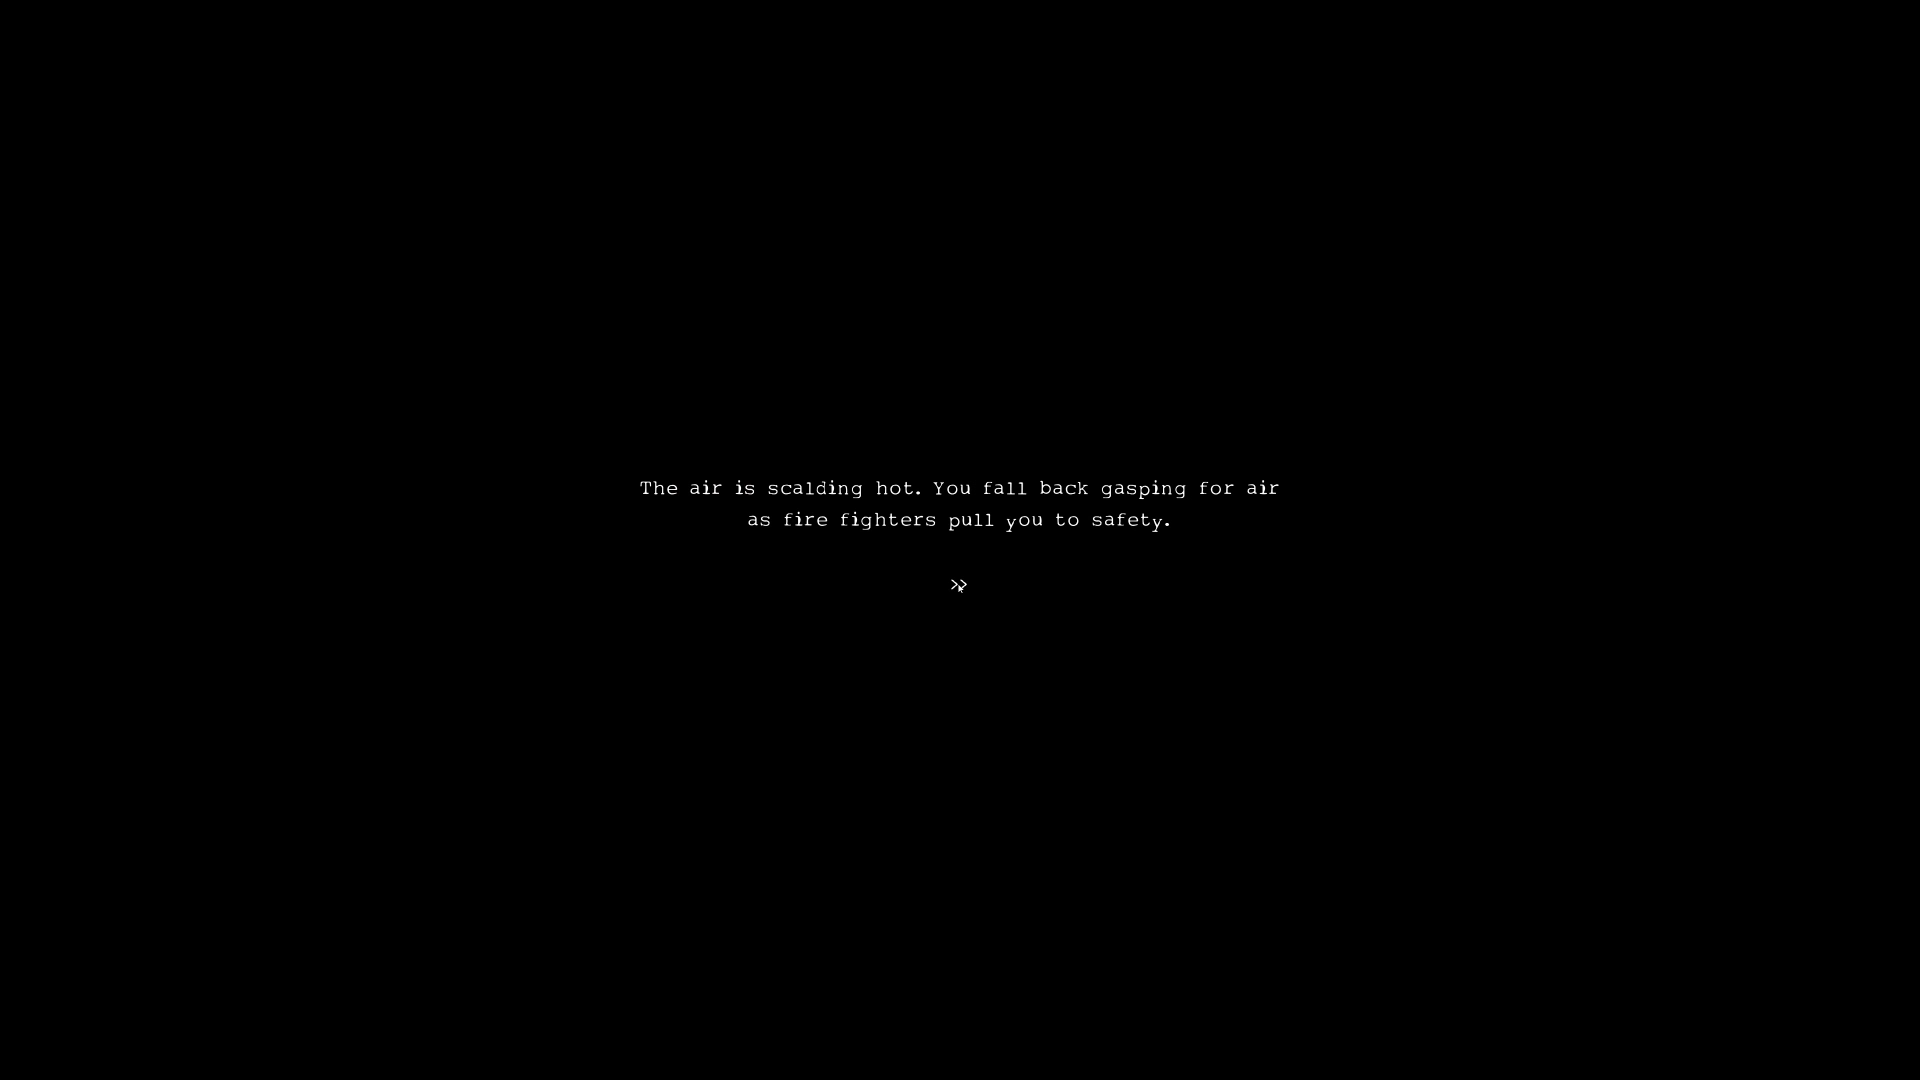 The air is scalding hot. You fall back gasping for air
as fire fighters pull you to safety.
>>